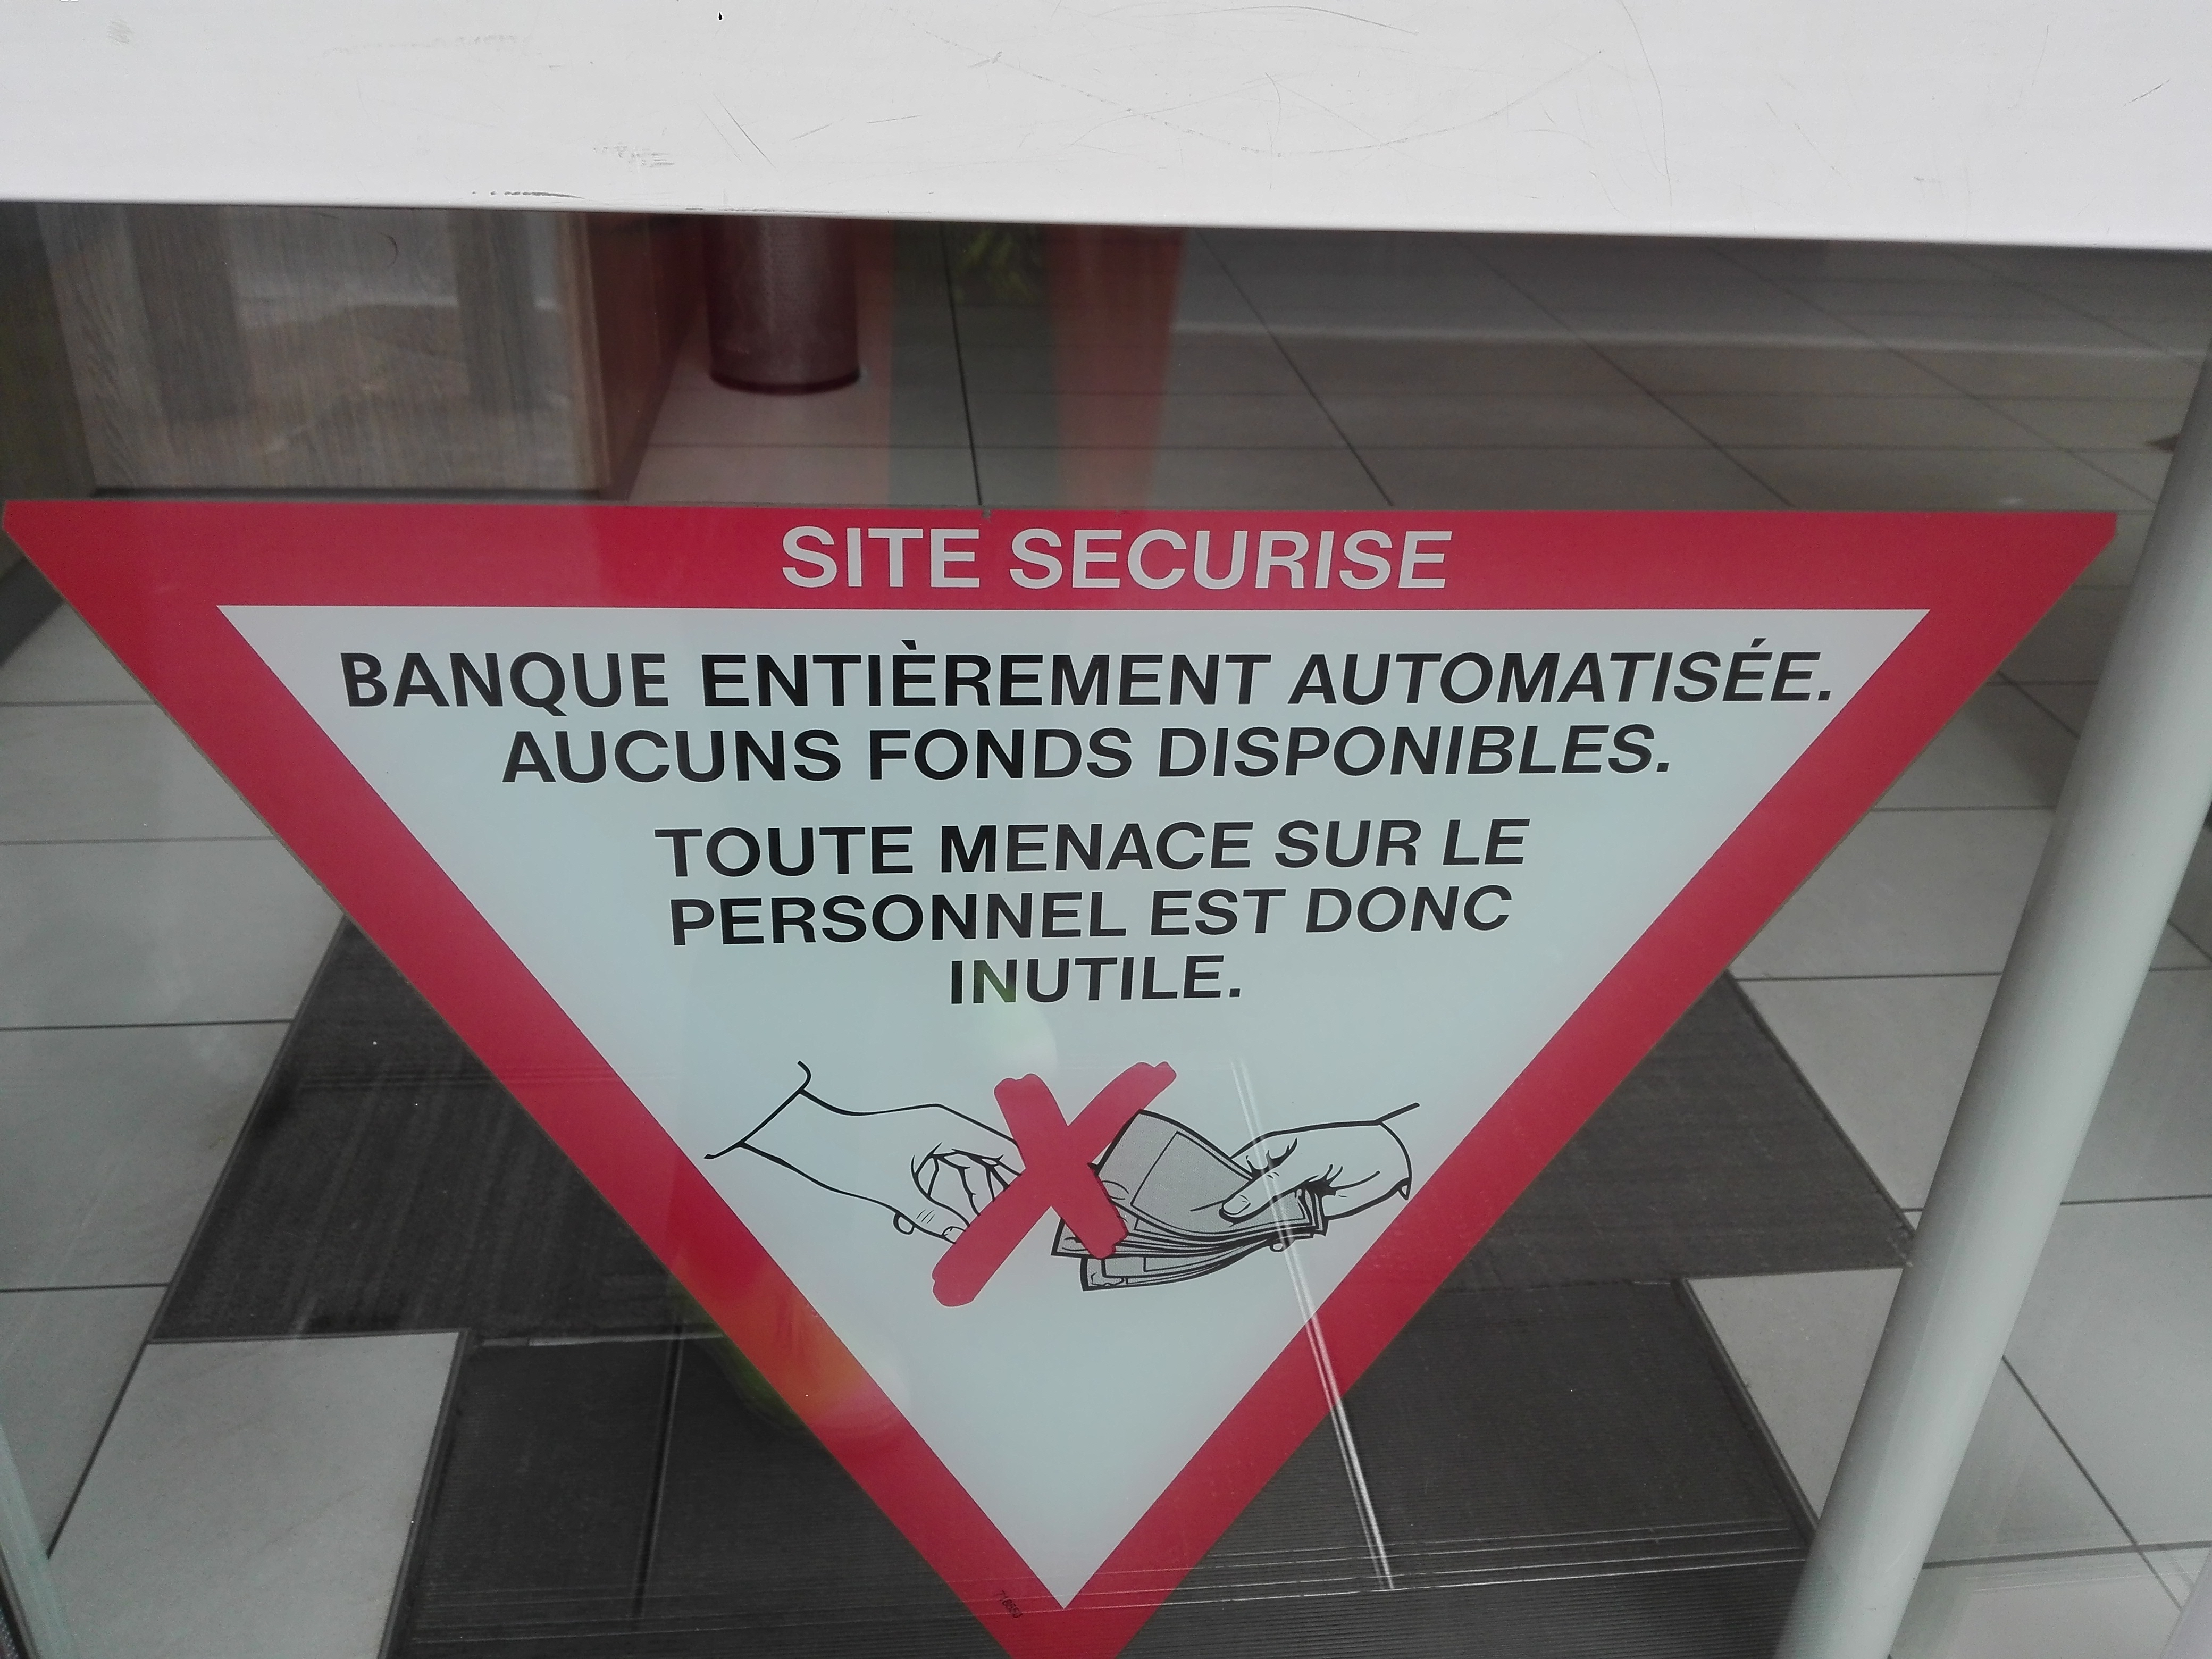 SITE SECURISE
BANQUE ENTIÈREMENT AUTOMATISÉE.
AUCUNS FONDS DISPONIBLES.
TOUTE MENACE SUR LE
PERSONNEL EST DONC
INUTILE.